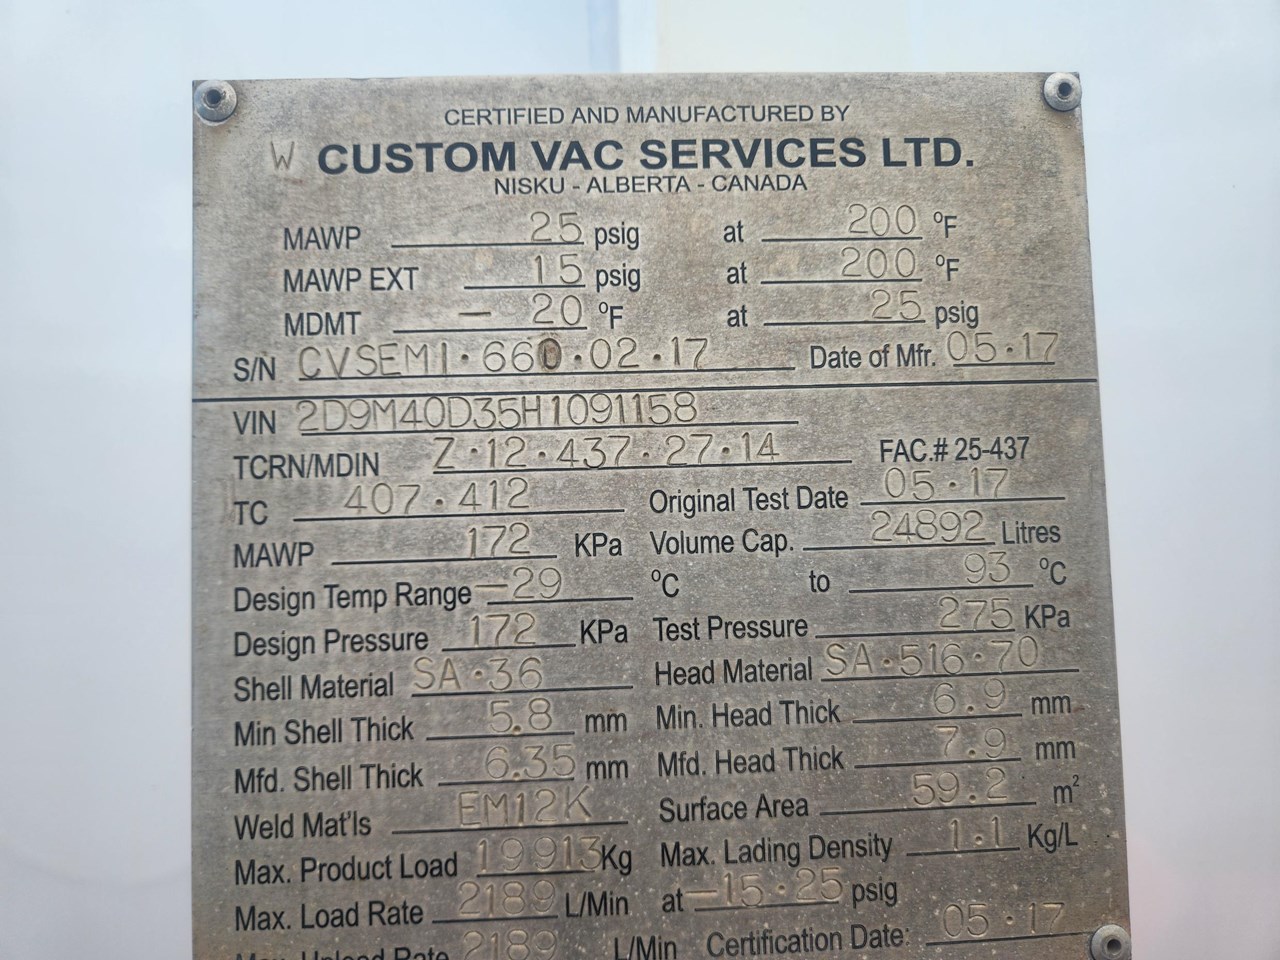 CERTIFIED AND MANUFACTURED BY
W CUSTOM VAC SERVICES LTD.
NISKU - ALBERTA - CANADA
MAWP 25 psig at 200 °F
MAWP EXT 15 psig at 200 °F
MDMT - 20 °F at 25 psig
S/N CVSEMI·660·02·17 Date of Mfr. 05·17
VIN 2D9M40D35H1091158
TCRN/MDIN Z·12·437·27·14 FAC.# 25-437
TC 407·412 Original Test Date 05·17
MAWP 172 KPa Volume Cap. 24892 Litres
Design Temp Range -29 °C to 93 °C
Design Pressure 172 KPa Test Pressure 275 KPa
Shell Material SA·36 Head Material SA·516·70
Min Shell Thick 5.8 mm Min. Head Thick 6.9 mm
Mfd. Shell Thick 6.35 mm Mfd. Head Thick 7.9 mm
Weld Mat'ls EM12K Surface Area 59.2 m²
Max. Product Load 19913 Kg Max. Lading Density 1.1 Kg/L
Max. Load Rate 2189 L/Min at -15·25 psig
Max. Unload Rate 2189 L/Min Certification Date: 05·17